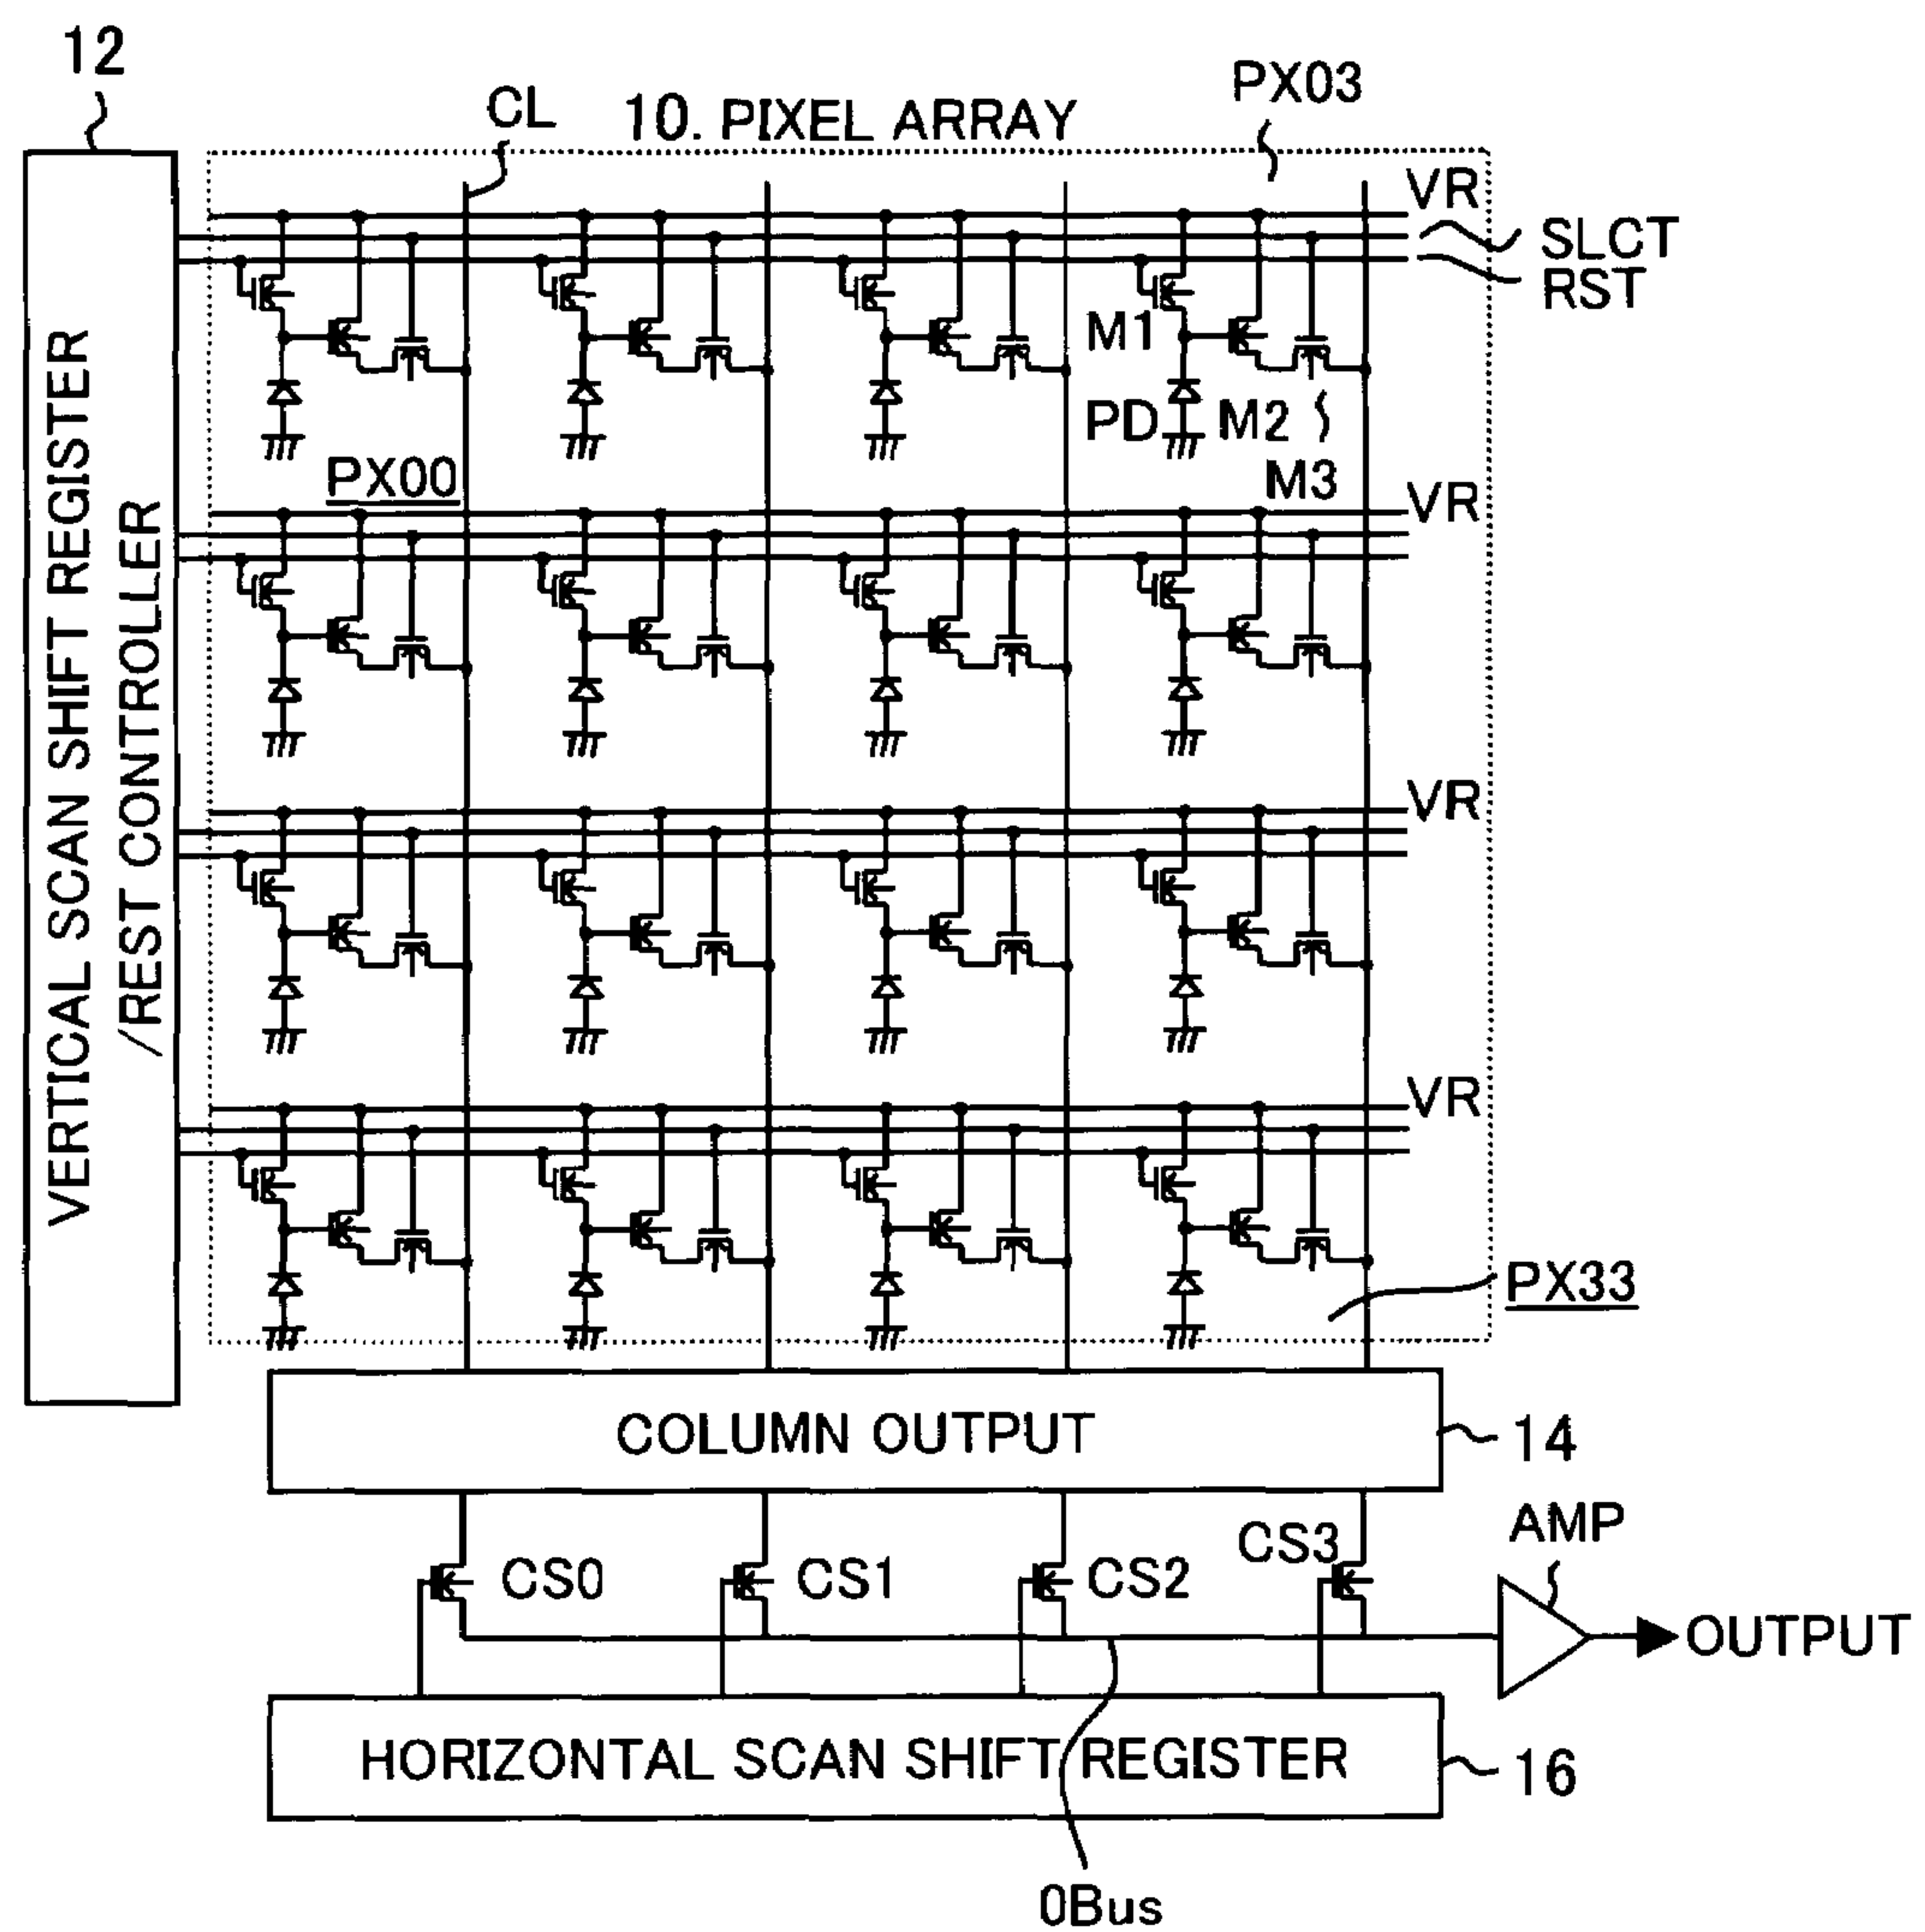 12
CL
10. PIXEL ARRAY
PX03
VR
SLCT
RST
M1
PD
M2
M3
PX00
VR
VR
VR
VERTICAL SCAN SHIFT REGISTER
/REST CONTROLLER
PX33
COLUMN OUTPUT
14
CS0
CS1
CS2
CS3
AMP
OUTPUT
HORIZONTAL SCAN SHIFT REGISTER
16
0Bus